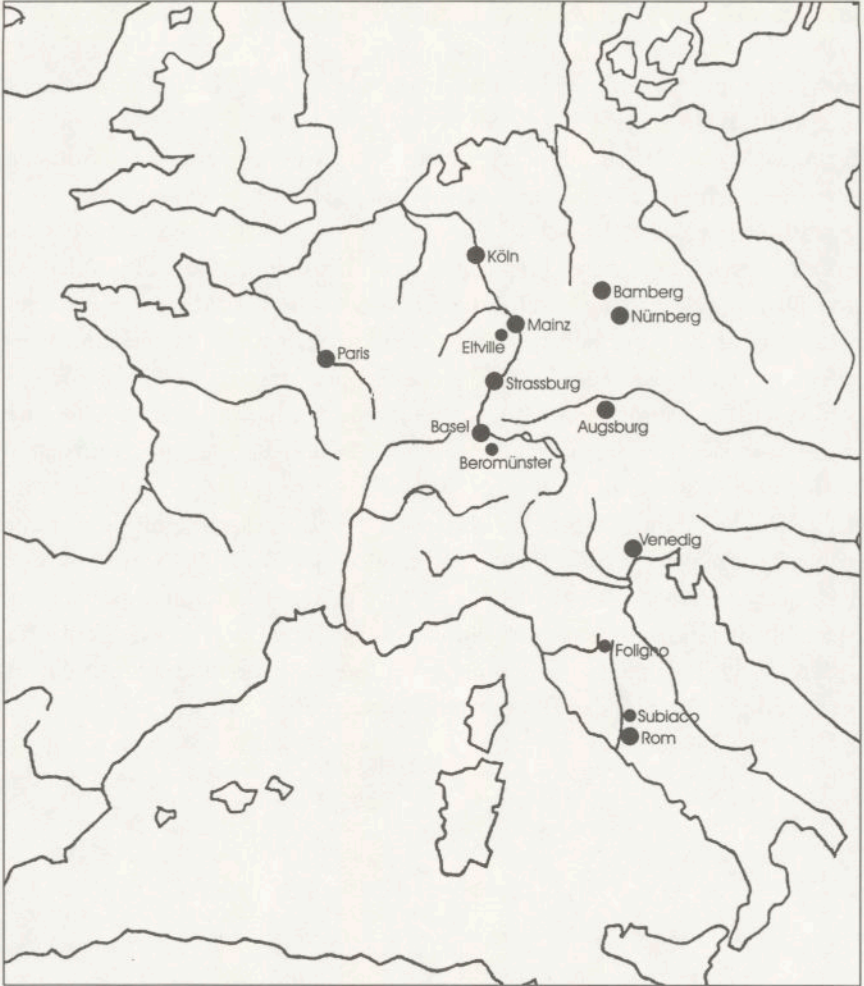 Köln
Bamberg
Nürnberg
Mainz
Eltville
Paris
Strassburg
Augsburg
Basel
Beromünster
Venedig
Foligno
Subiaco
Rom